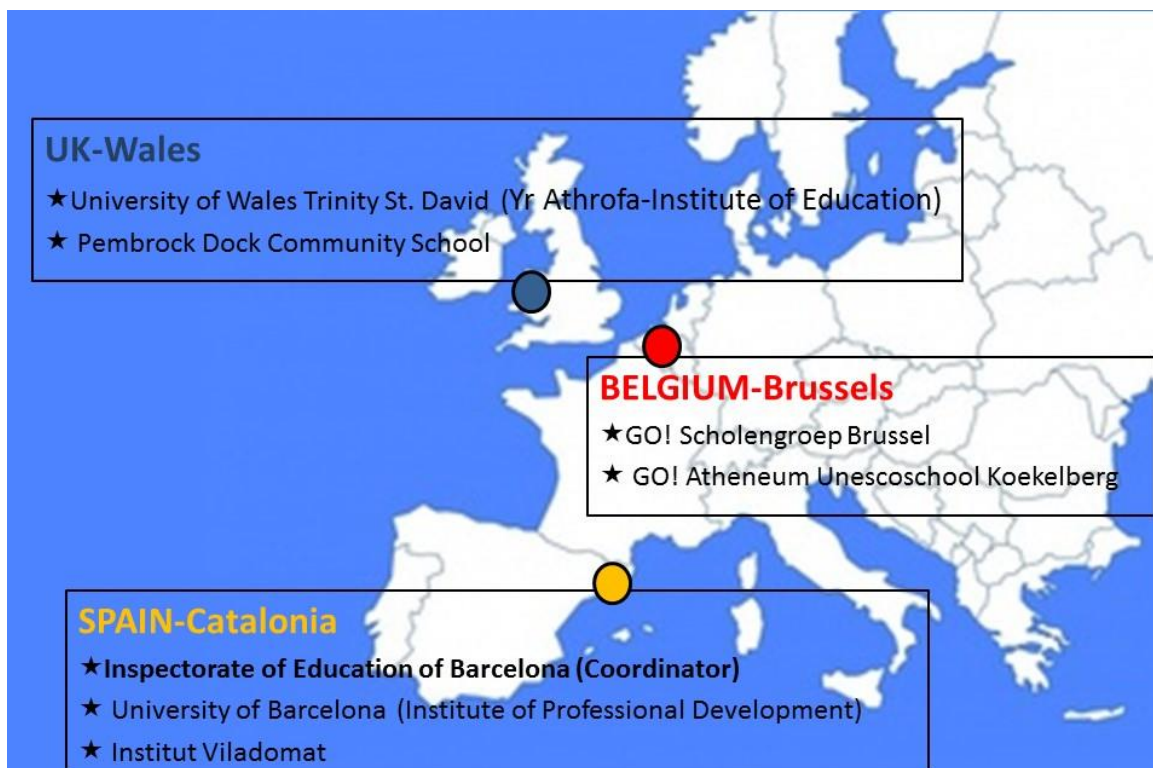 UK-Wales
★University of Wales Trinity St. David (Yr Athrofa-Institute of Education)
★ Pembrock Dock Community School
BELGIUM-Brussels
★GO! Scholengroep Brussel
★ GO! Atheneum Unescoschool Koekelberg
SPAIN-Catalonia
★Inspectorate of Education of Barcelona (Coordinator)
★ University of Barcelona (Institute of Professional Development)
★ Institut Viladomat